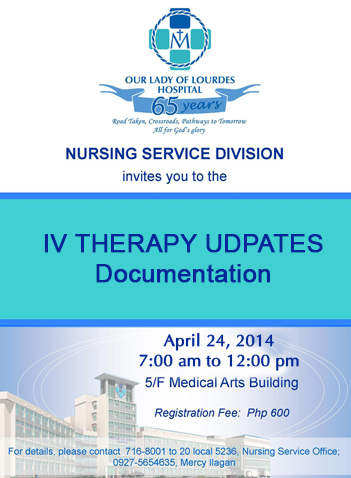 OUR LADY OF LOURDES
HOSPITAL
65 years
Road Taken, Crossroads, Pathways to Tomorrow
All for God's glory
NURSING SERVICE DIVISION
invites you to the
IV THERAPY UDPATES
Documentation
April 24, 2014
7:00 am to 12:00 pm
5/F Medical Arts Building
Registration Fee: Php 600
For details, please contact 716-8001 to 20 local 5236, Nursing Service Office;
0927-5654635, Mercy Ilagan